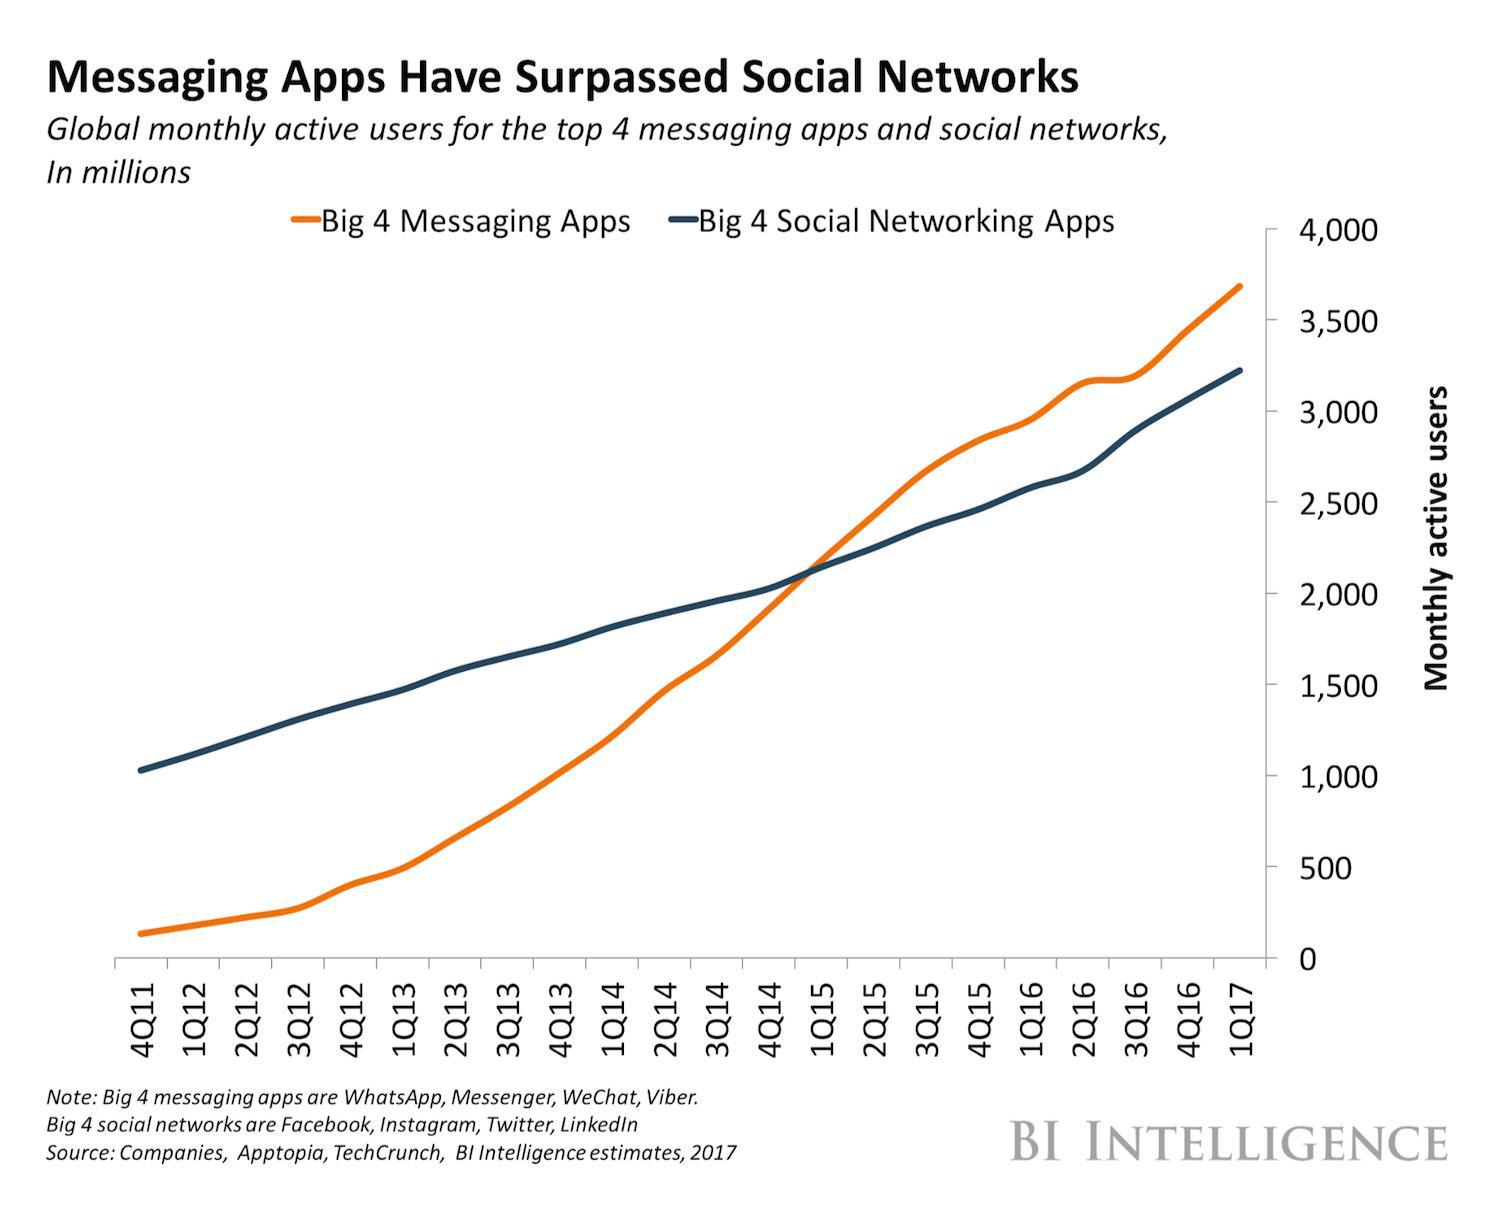 Messaging Apps Have Surpassed Social Networks
Global monthly active users for the top 4 messaging apps and social networks,
In millions
Big 4 Messaging Apps Big 4 Social Networking Apps
4,000
3,500
3,000
2,500
2,000
1,500
1,000
500
0
Monthly active users
4Q11 1Q12 2Q12 3Q12 4Q12 1Q13 2Q13 3Q13 4Q13 1Q14 2Q14 3Q14 4Q14 1Q15 2Q15 3Q15 4Q15 1Q16 2Q16 3Q16 4Q16 1Q17
Note: Big 4 messaging apps are WhatsApp, Messenger, WeChat, Viber.
Big 4 social networks are Facebook, Instagram, Twitter, LinkedIn
Source: Companies, Apptopia, TechCrunch, BI Intelligence estimates, 2017
BI INTELLIGENCE